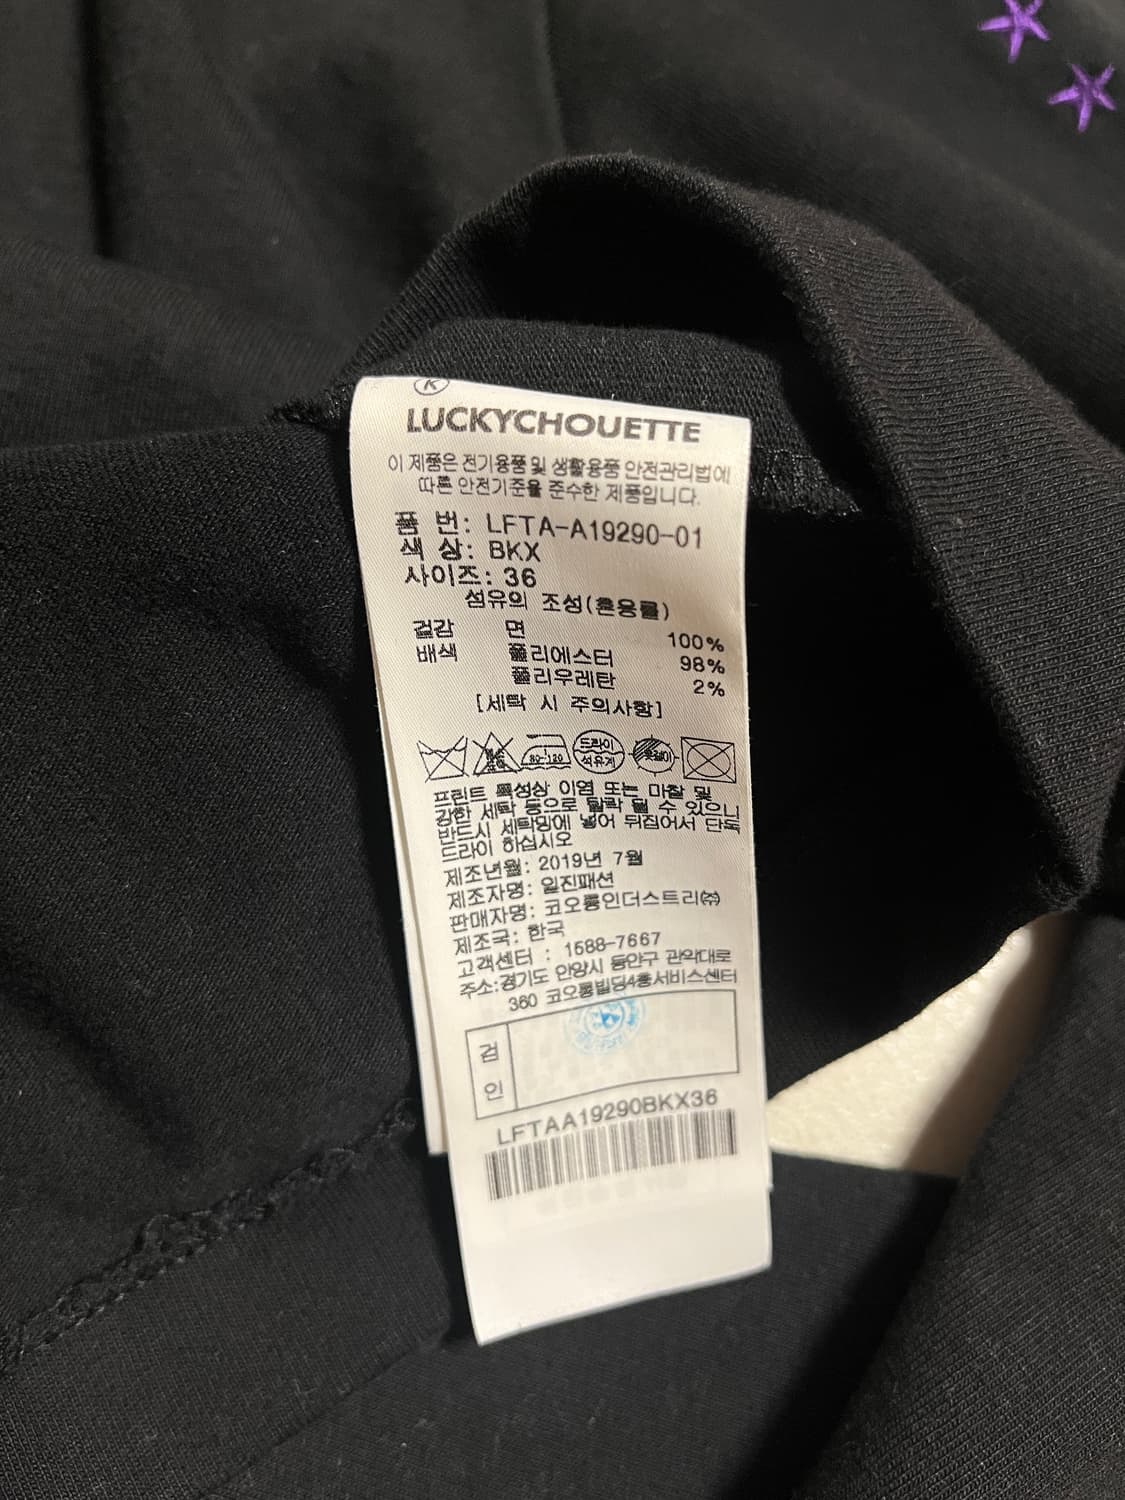 K
LUCKYCHOUETTE
이 제품은 전기용품및 생활용품 안전관리법에
따른 안전기준을 준수한 제품입니다.
품 번: LFTA-A19290-01
색 상: BKX
사이즈: 36
섬유의 조성(혼용률)
겉감 면 100%
배색 폴리에스터 98%
폴리우레탄 2%
[세탁 시 주의사항]
80-120 드라이 석유계 옷걸이
프린트 특성상 이염 또는 마찰 및
강한 세탁 등으로 탈락 될 수 있으니
반드시 세탁망에 넣어 뒤집어서 단독
드라이 하십시오
제조년월: 2019년 7월
제조자명: 일진패션
판매자명: 코오롱인더스트리㈜
제조국: 한국
고객센터 : 1588-7667
주소:경기도 안양시 동안구 관악대로
360 코오롱빌딩4층서비스센터
검
인
LFTAA19290BKX36